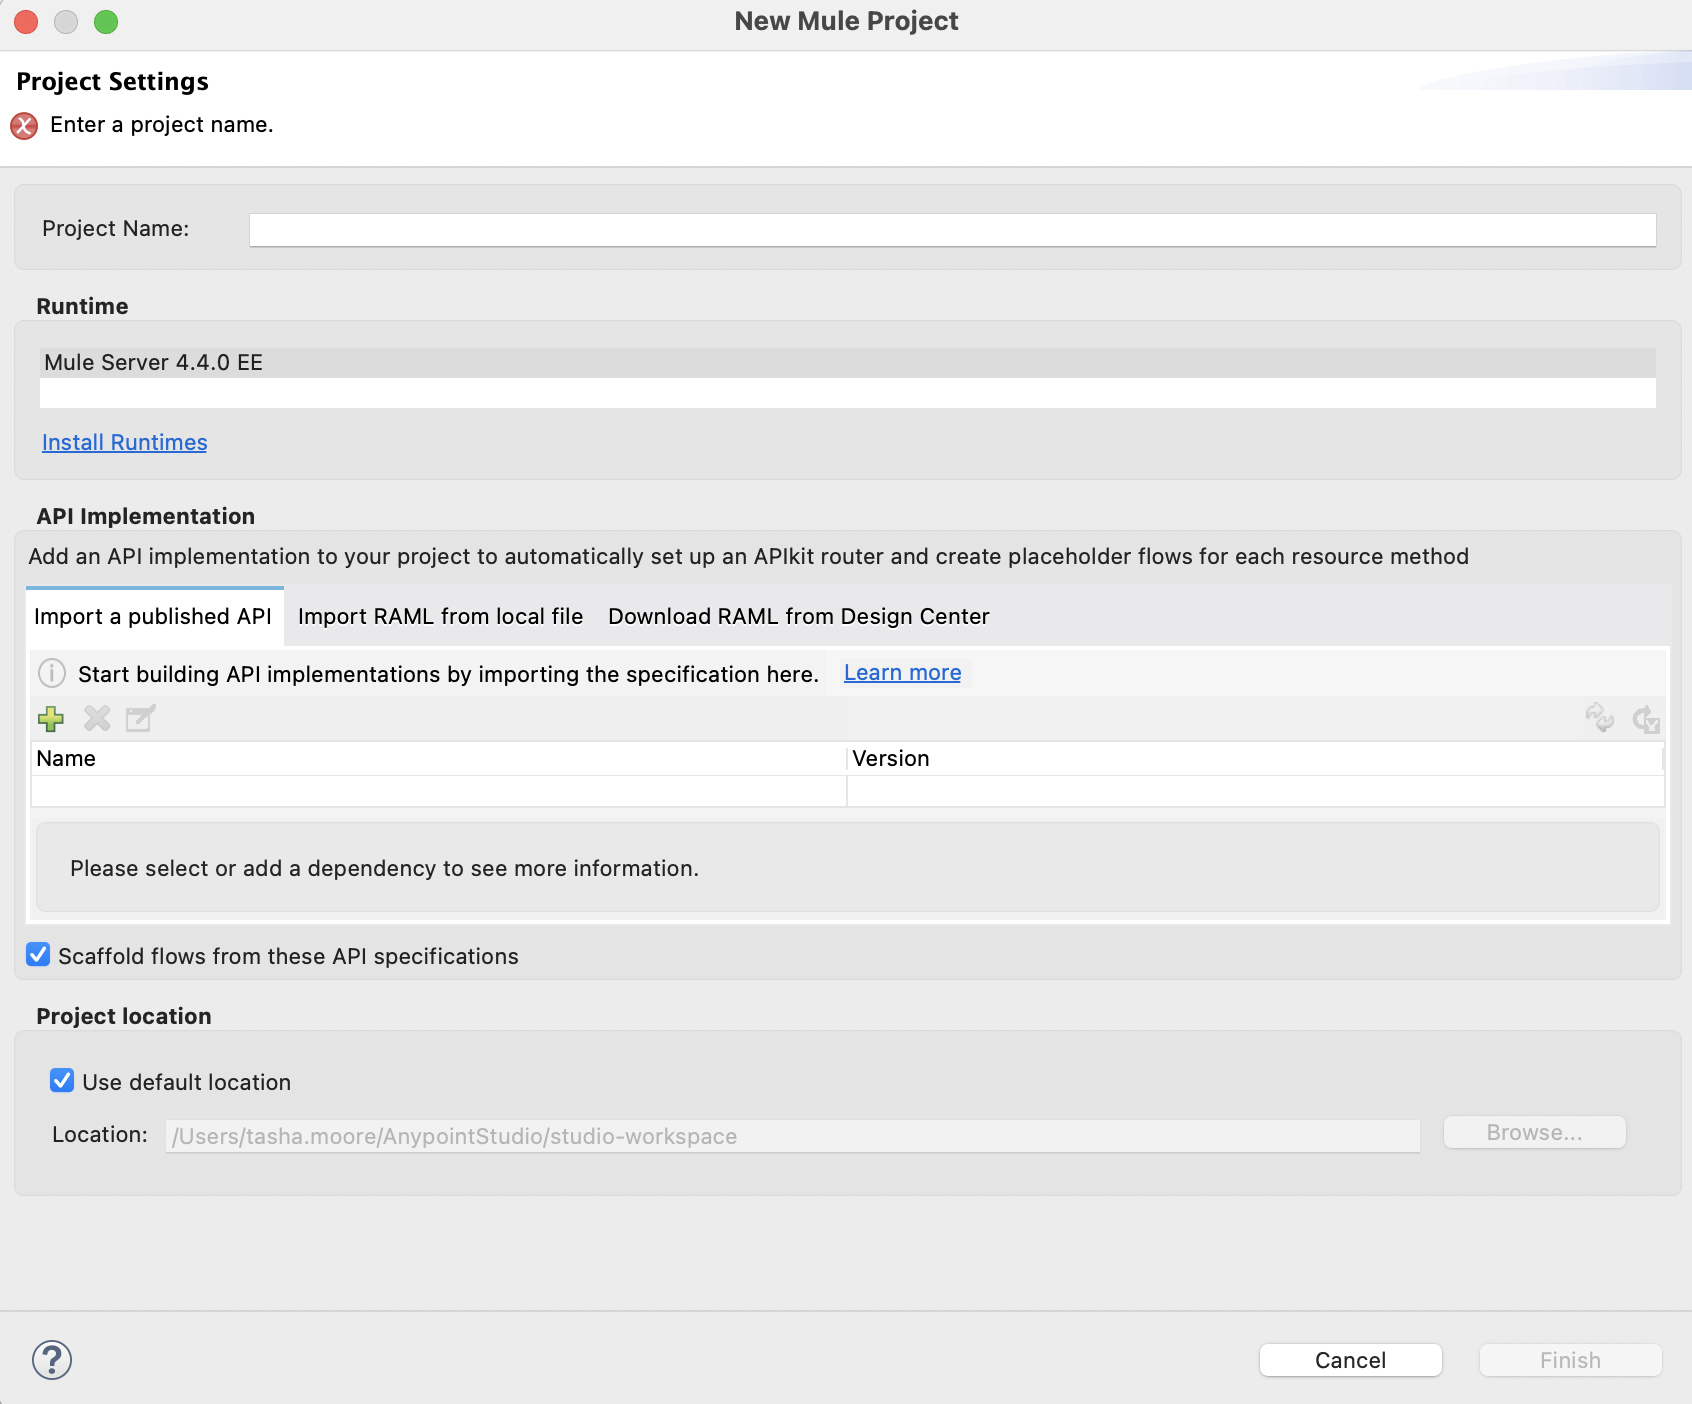 New Mule Project
Project Settings
Enter a project name.
Project Name:
Runtime
Mule Server 4.4.0 EE
Install Runtimes
API Implementation
Add an API implementation to your project to automatically set up an APIkit router and create placeholder flows for each resource method
Import a published API Import RAML from local file Download RAML from Design Center
Start building API implementations by importing the specification here. Learn more
Name Version
Please select or add a dependency to see more information.
Scaffold flows from these API specifications
Project location
Use default location
Location: /Users/tasha.moore/AnypointStudio/studio-workspace Browse...
? Cancel Finish